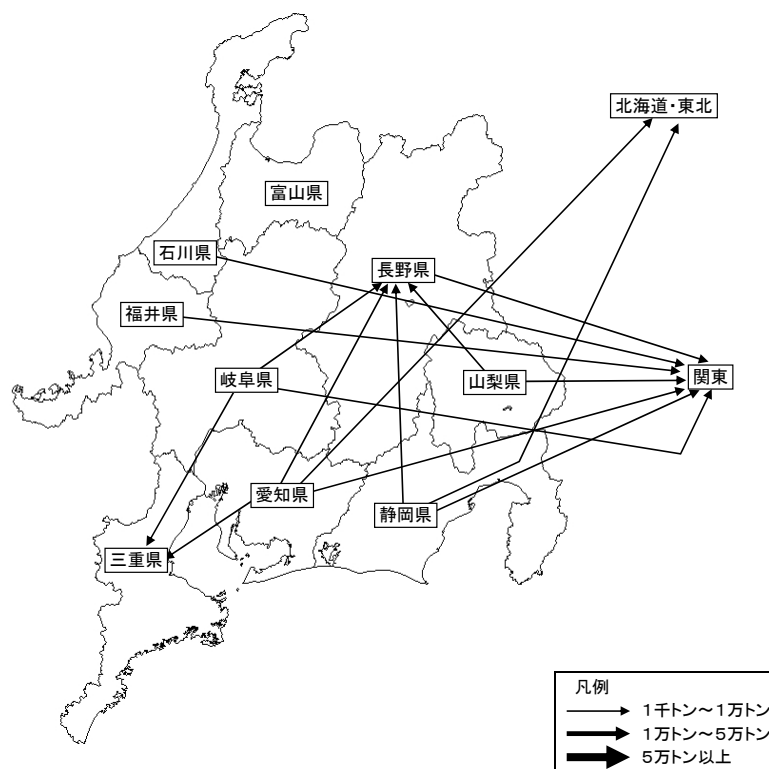 北海道・東北
富山県
石川県
長野県
福井県
岐阜県
山梨県
関東
愛知県
静岡県
三重県
凡例
1千トン～1万トン
1万トン～5万トン
5万トン以上